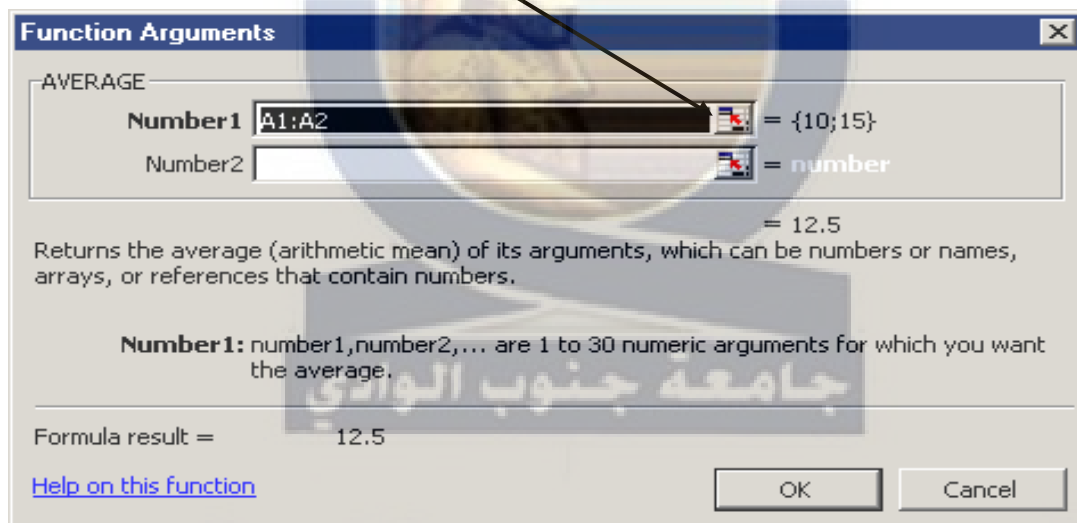 Function Arguments
AVERAGE
Number1 A1:A2 = {10;15}
Number2 = number
= 12.5
Returns the average (arithmetic mean) of its arguments, which can be numbers or names,
arrays, or references that contain numbers.
Number1: number1,number2,... are 1 to 30 numeric arguments for which you want
the average.
جامعة جنوب الوادي
Formula result = 12.5
Help on this function
OK Cancel